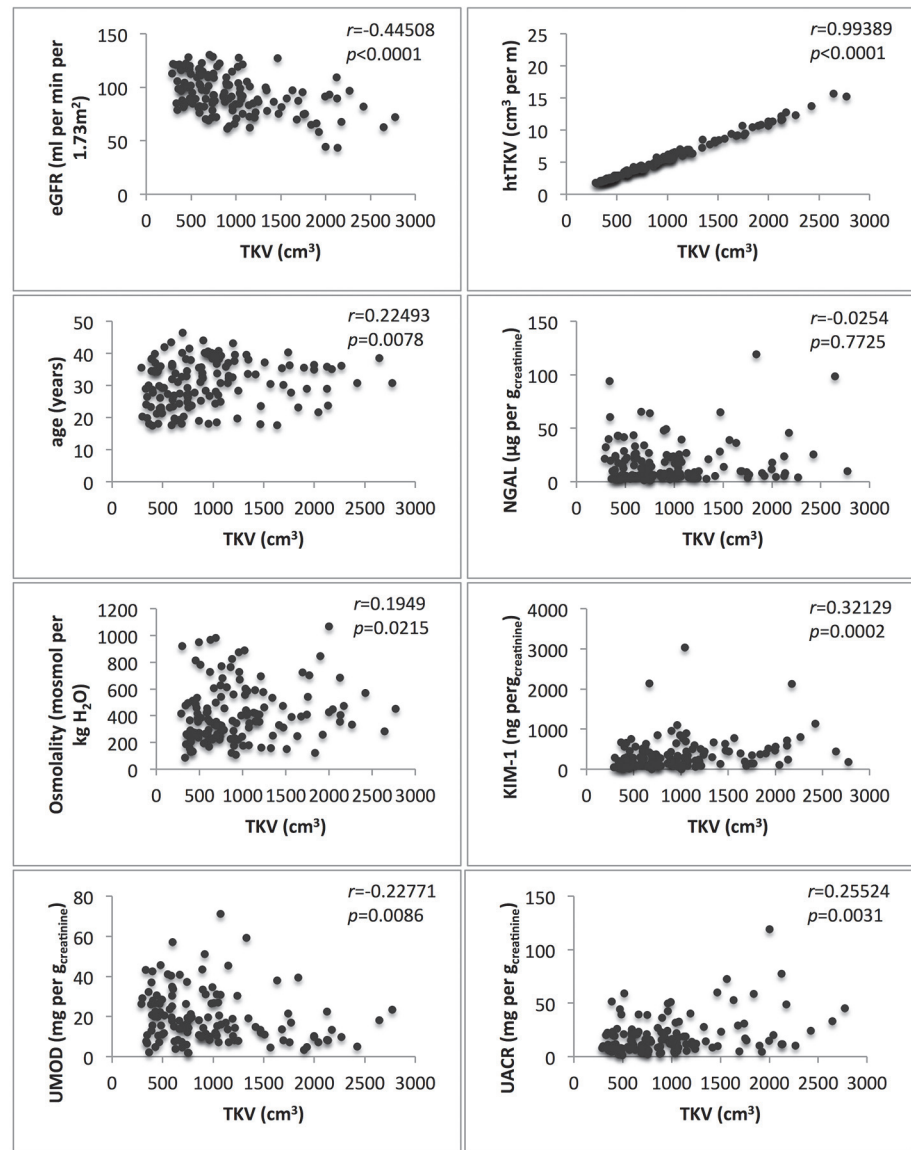 r=-0.44508
p<0.0001
150
100
50
0
eGFR (ml per min per
1.73m²)
0 500 1000 1500 2000 2500 3000
TKV (cm³)
r=0.99389
p<0.0001
25
20
15
10
5
0
htTKV (cm³ per m)
0 500 1000 1500 2000 2500 3000
TKV (cm³)
r=0.22493
p=0.0078
50
40
30
20
10
0
age (years)
0 500 1000 1500 2000 2500 3000
TKV (cm³)
r=-0.0254
p=0.7725
150
100
50
0
NGAL (µg per gcreatinine)
0 500 1000 1500 2000 2500 3000
TKV (cm³)
r=0.1949
p=0.0215
1200
1000
800
600
400
200
0
Osmolality (mosmol per
kg H₂O)
0 500 1000 1500 2000 2500 3000
TKV (cm³)
r=0.32129
p=0.0002
4000
3000
2000
1000
0
KIM-1 (ng pergcreatinine)
0 500 1000 1500 2000 2500 3000
TKV (cm³)
r=-0.22771
p=0.0086
80
60
40
20
0
UMOD (mg per gcreatinine)
0 500 1000 1500 2000 2500 3000
TKV (cm³)
r=0.25524
p=0.0031
150
100
50
0
UACR (mg per gcreatinine)
0 500 1000 1500 2000 2500 3000
TKV (cm³)